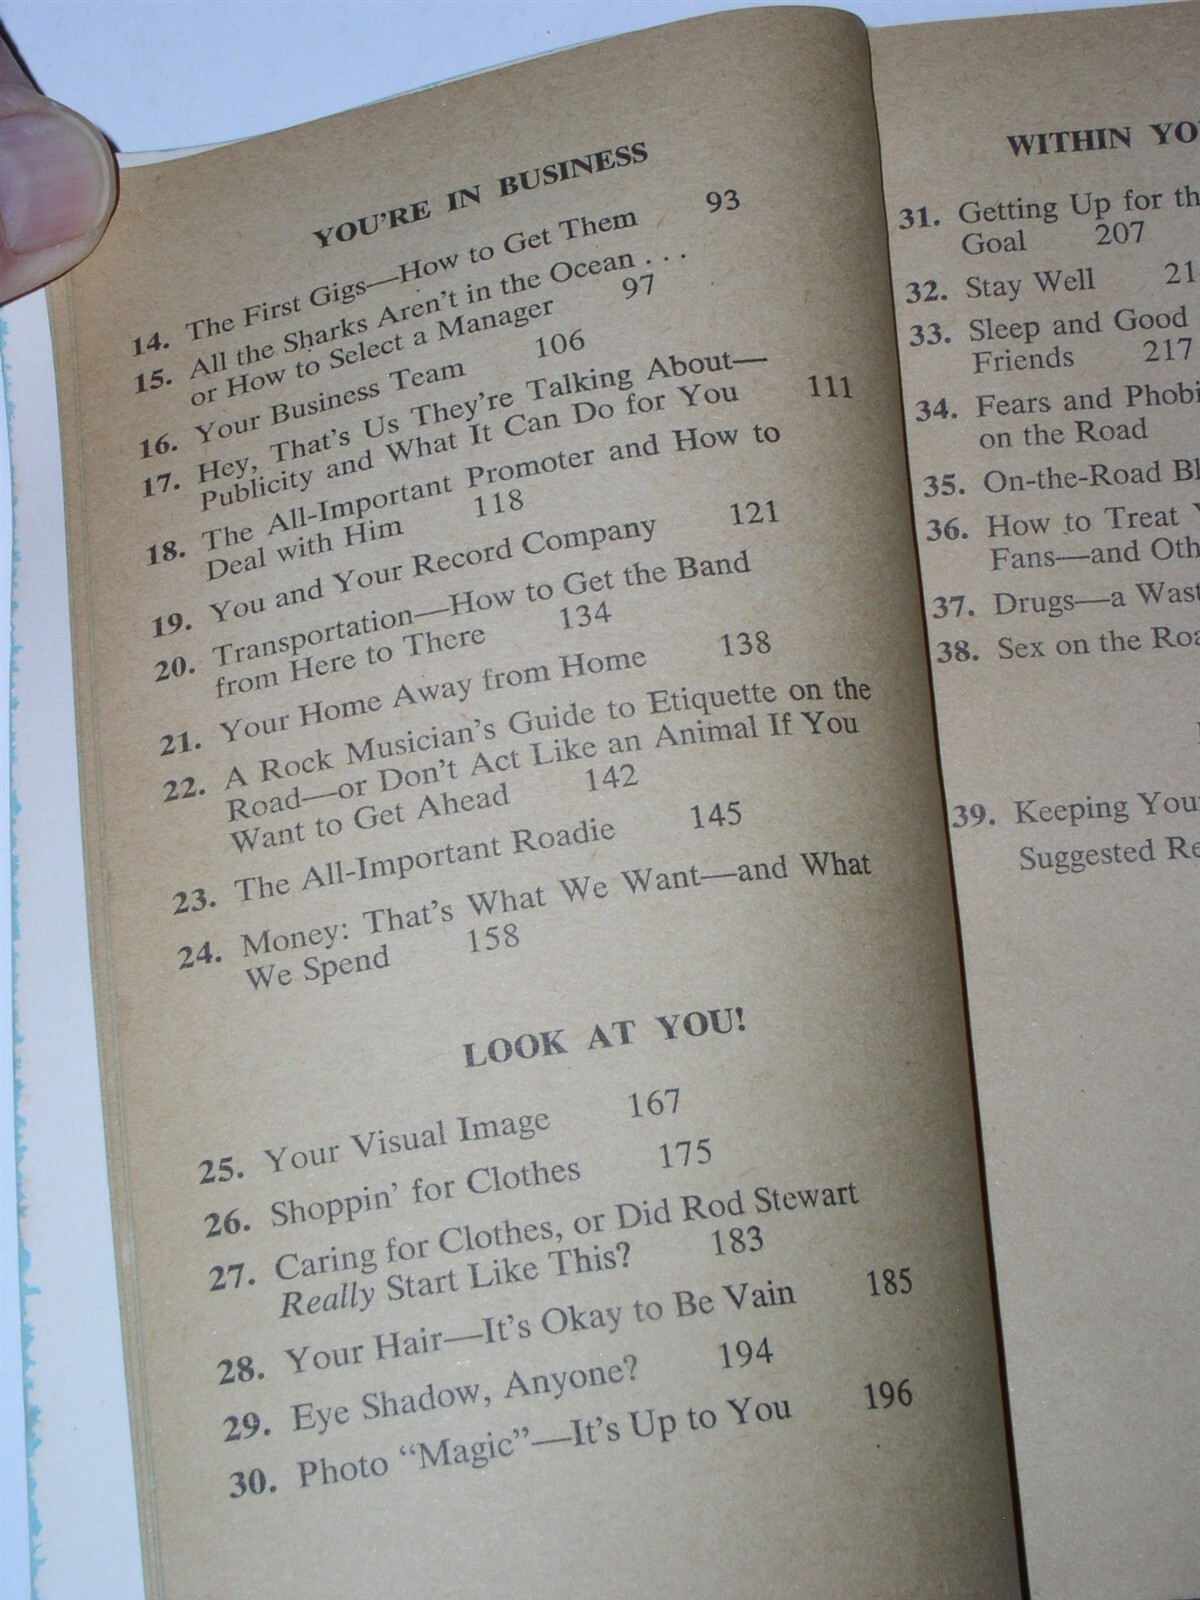 YOU'RE IN BUSINESS
14. The First Gigs—How to Get Them 93
15. All the Sharks Aren't in the Ocean . . .
or How to Select a Manager 97
16. Your Business Team 106
17. Hey, That's Us They're Talking About—
Publicity and What It Can Do for You 111
18. The All-Important Promoter and How to
Deal with Him 118
19. You and Your Record Company 121
20. Transportation—How to Get the Band
from Here to There 134
21. Your Home Away from Home 138
22. A Rock Musician's Guide to Etiquette on the
Road—or Don't Act Like an Animal If You
Want to Get Ahead 142
23. The All-Important Roadie 145
24. Money: That's What We Want—and What
We Spend 158
LOOK AT YOU!
25. Your Visual Image 167
26. Shoppin' for Clothes 175
27. Caring for Clothes, or Did Rod Stewart
Really Start Like This? 183
28. Your Hair—It's Okay to Be Vain 185
29. Eye Shadow, Anyone? 194
30. Photo “Magic”—It's Up to You 196
WITHIN
31. Getting Up for
Goal 207
32. Stay Well
33. Sleep and Good
Friends 217
34. Fears and
on the Road
35. On-the-Road
36. How to Treat
Fans—and
37. Drugs—a
38. Sex on the
39. Keeping
Suggested